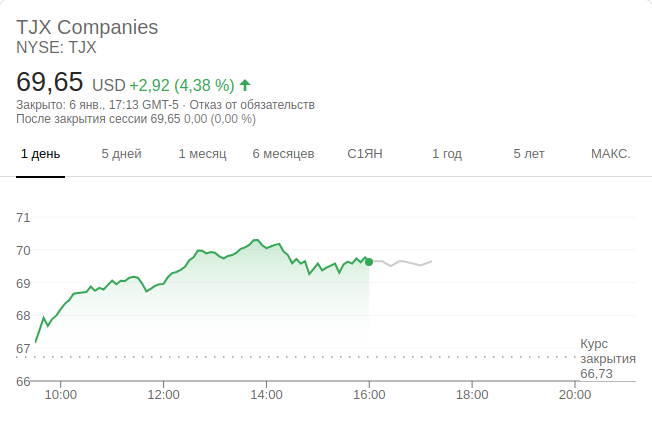 TJX Companies
NYSE: TJX
69,65 USD +2,92 (4,38 %)
Закрыто: 6 янв., 17:13 GMT-5 · Отказ от обязательств
После закрытия сессии 69,65 0,00 (0,00 %)
1 день 5 дней 1 месяц 6 месяцев С1ЯН 1 год 5 лет МАКС.
71
70
69
68
67
66
Курс
закрытия
66,73
10:00 12:00 14:00 16:00 18:00 20:00